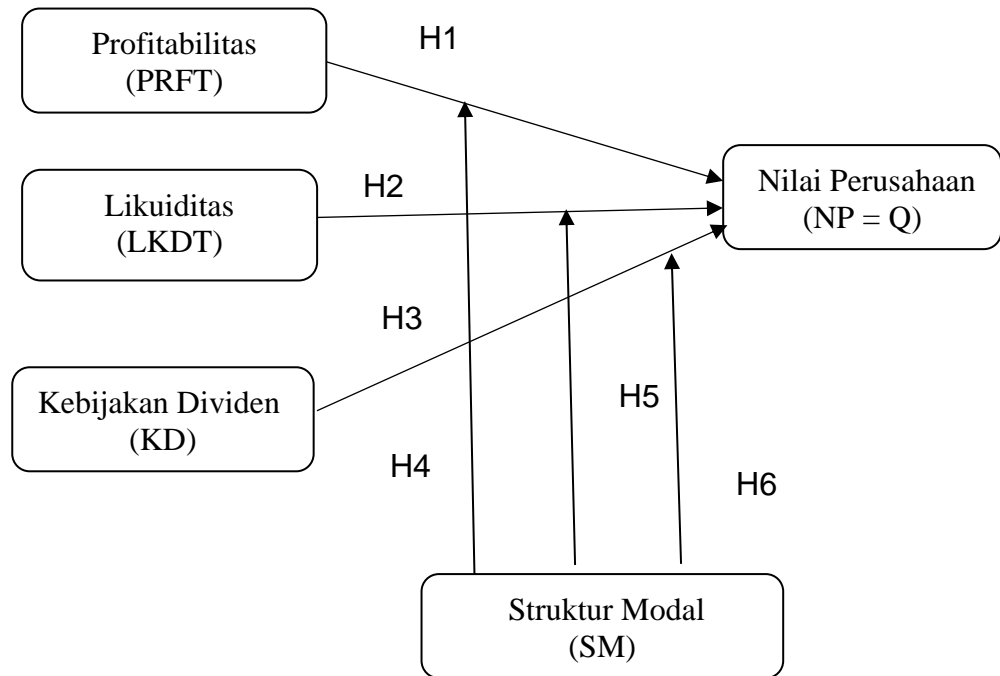 Profitabilitas
(PRFT)
H1
Likuiditas
(LKDT)
H2
Nilai Perusahaan
(NP = Q)
H3
Kebijakan Dividen
(KD)
H5
H4
H6
Struktur Modal
(SM)